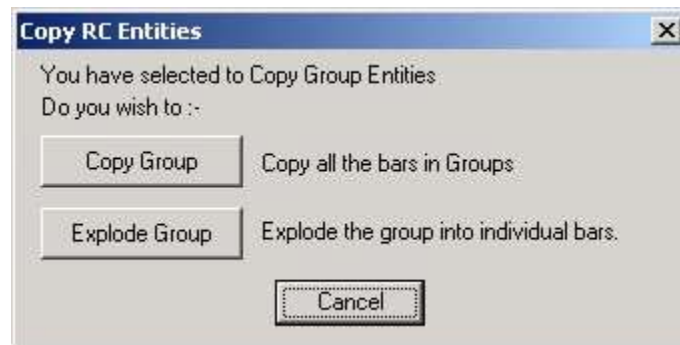 Copy RC Entities
You have selected to Copy Group Entities
Do you wish to :-
Copy Group Copy all the bars in Groups
Explode Group Explode the group into individual bars.
Cancel